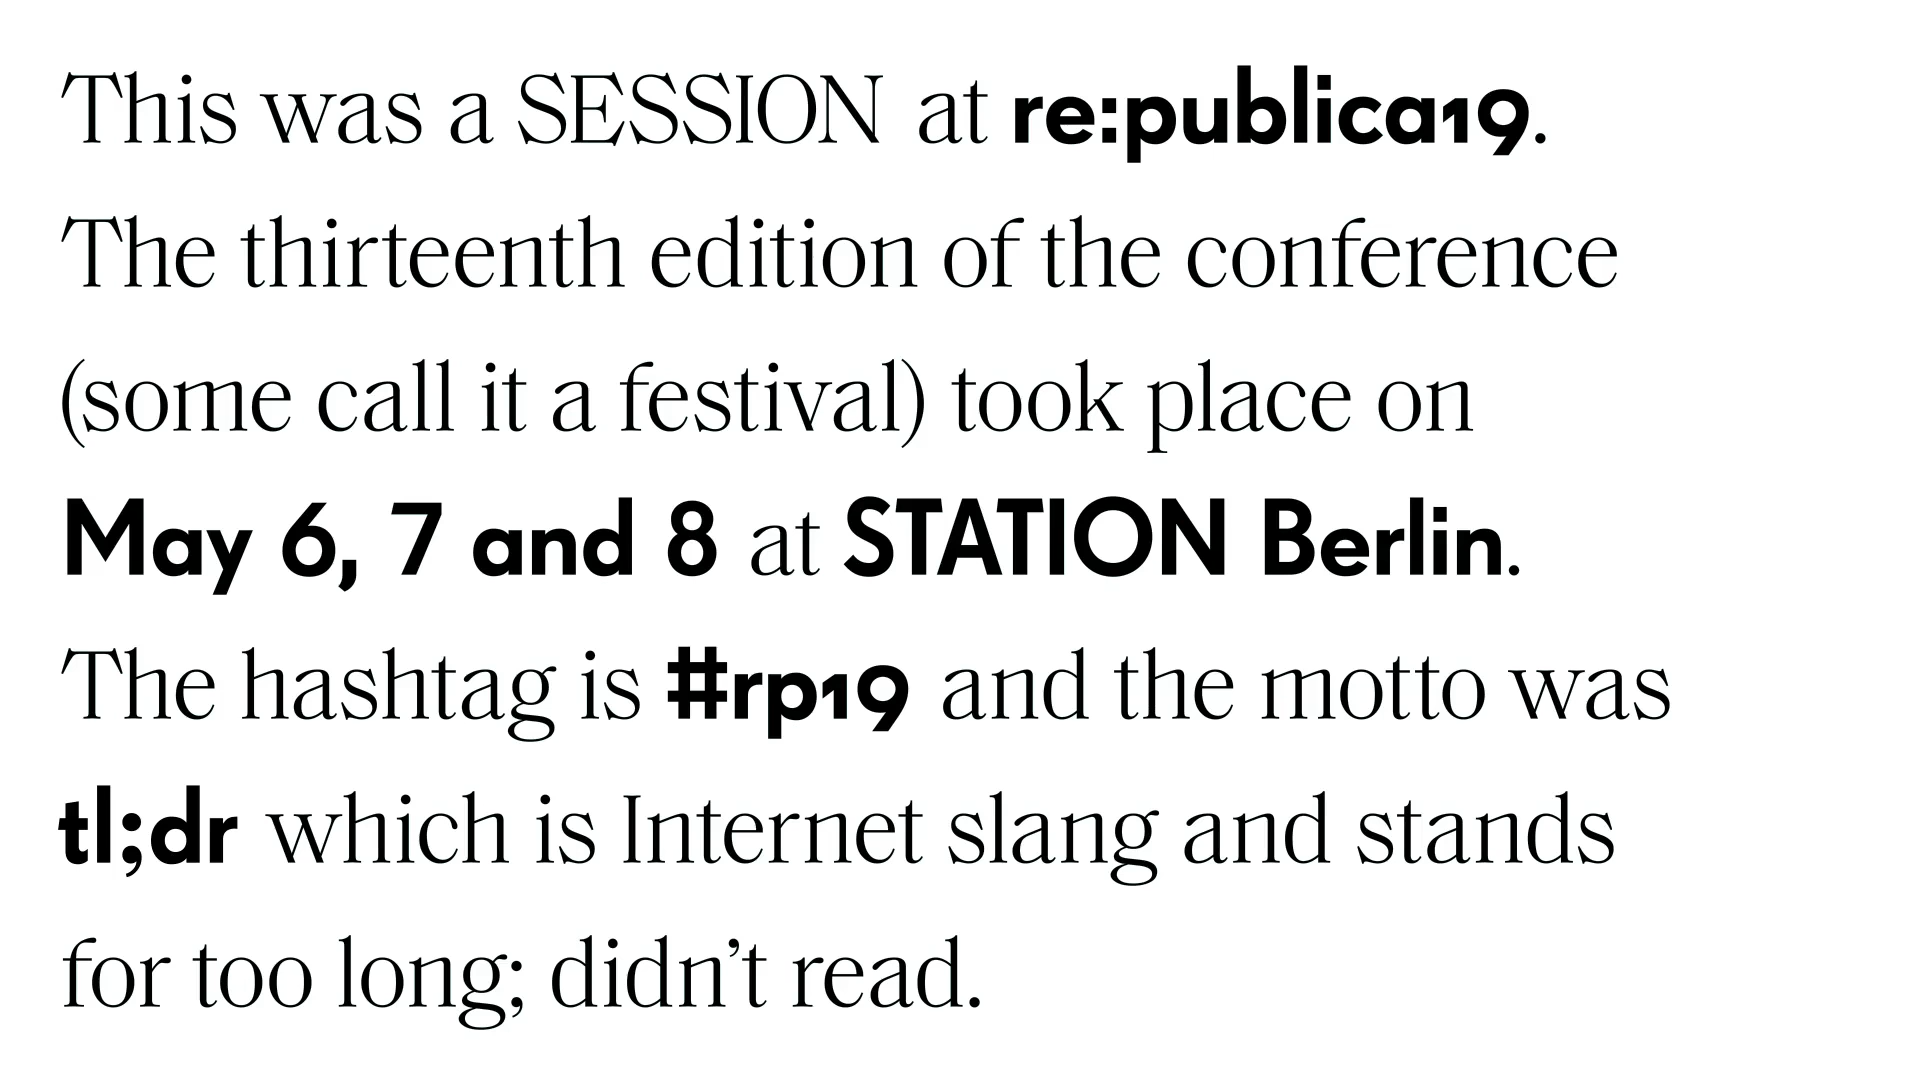 This was a SESSION at re:publica19.
The thirteenth edition of the conference
(some call it a festival) took place on
May 6, 7 and 8 at STATION Berlin.
The hashtag is #rp19 and the motto was
tl;dr which is Internet slang and stands
for too long; didn’t read.